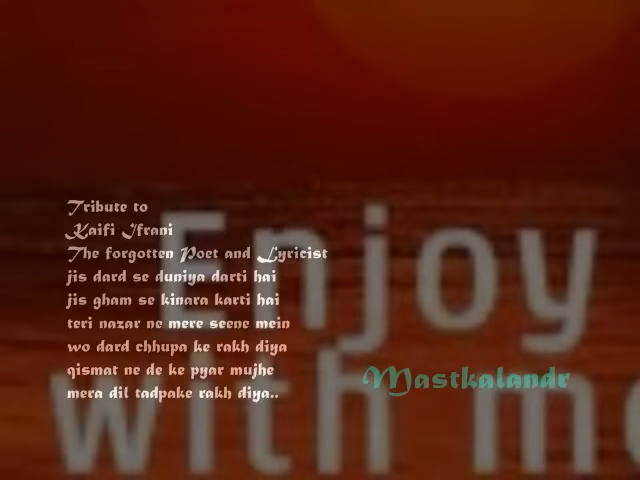 Tribute to
Kaifi Ifrani
The forgotten Poet and Lyricist
jis dard se duniya darti hai
jis gham se kinara karti hai
teri nazar ne mere seene mein
wo dard chhupa ke rakh diya
qismat ne de ke pyar mujhe
mera dil tadpake rakh diya..
Mastkalandr
Enjoy
with me